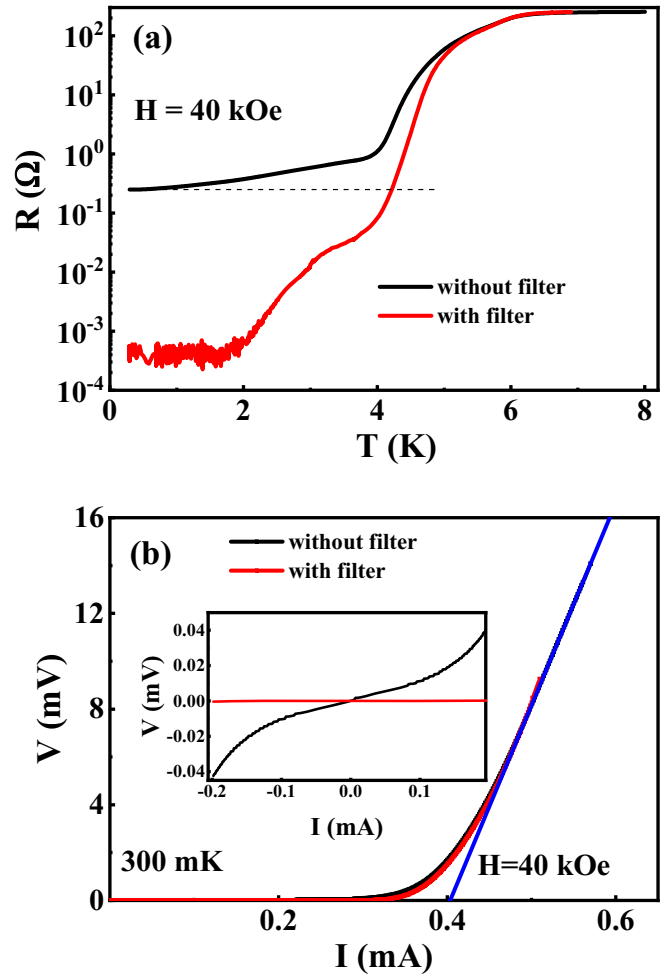 (a)
H = 40 kOe
10²
10¹
10⁰
10⁻¹
10⁻²
10⁻³
10⁻⁴
R (Ω)
without filter
with filter
0 2 4 6 8
T (K)
(b)
without filter
with filter
16
12
8
4
0
V (mV)
0.04
0.02
0.00
-0.02
-0.04
V (mV)
-0.2 -0.1 0.0 0.1
I (mA)
300 mK
H=40 kOe
0.2 0.4 0.6
I (mA)